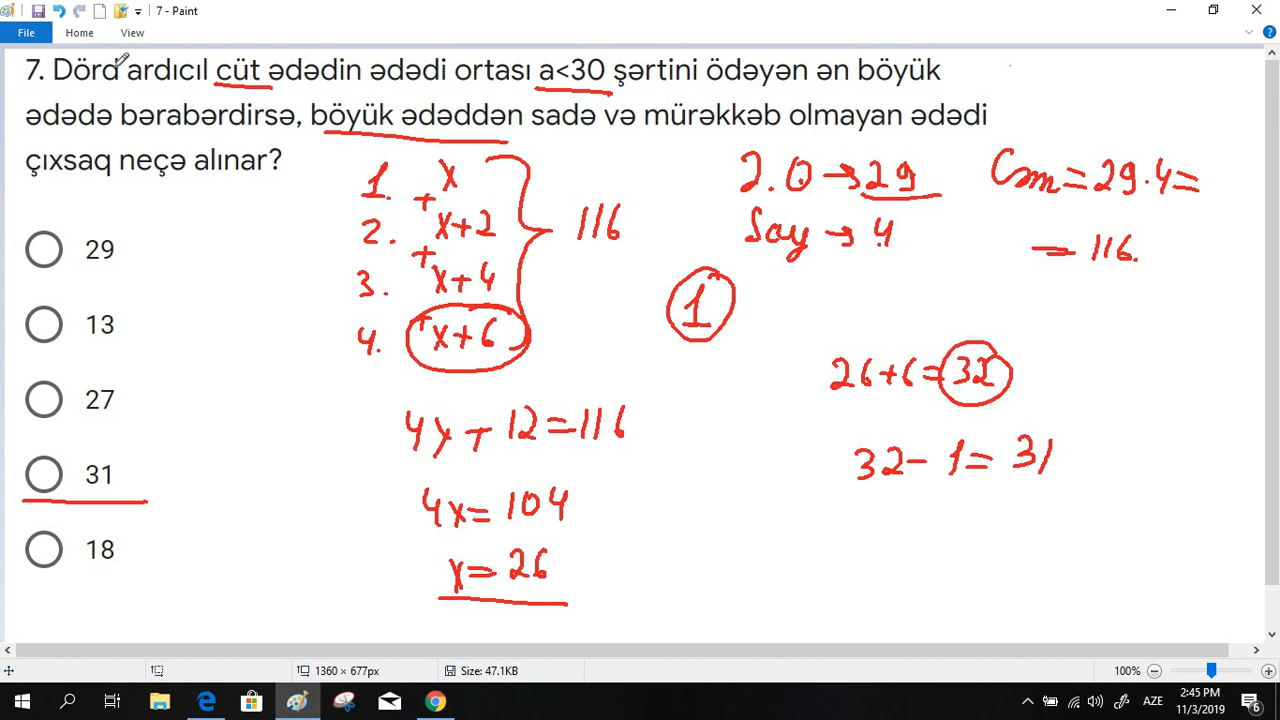 7 - Paint
File Home View
7. Dörd ardıcıl cüt ədədin ədədi ortası a<30 şərtini ödəyən ən böyük
ədədə bərabərdirsə, böyük ədəddən sadə və mürəkkəb olmayan ədədi
çıxsaq neçə alınar?
29
13
27
31
18
1. x
+
2. x+2
+
3. x+4
+
4. x+6
116
4x + 12 = 116
4x = 104
x = 26
2.0 → 29
Say → 4
Cəm = 29.4 =
= 116.
1
26+6=32
32- 1= 31
1360 × 677px
Size: 47.1KB
100%
AZE
2:45 PM
11/3/2019
6